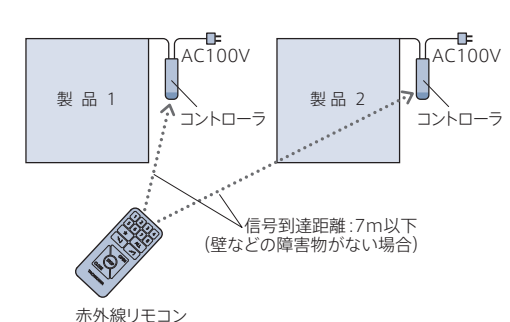 AC100V
AC100V
製品 1
製品 2
コントローラ
コントローラ
信号到達距離:7m以下
(壁などの障害物がない場合)
赤外線リモコン